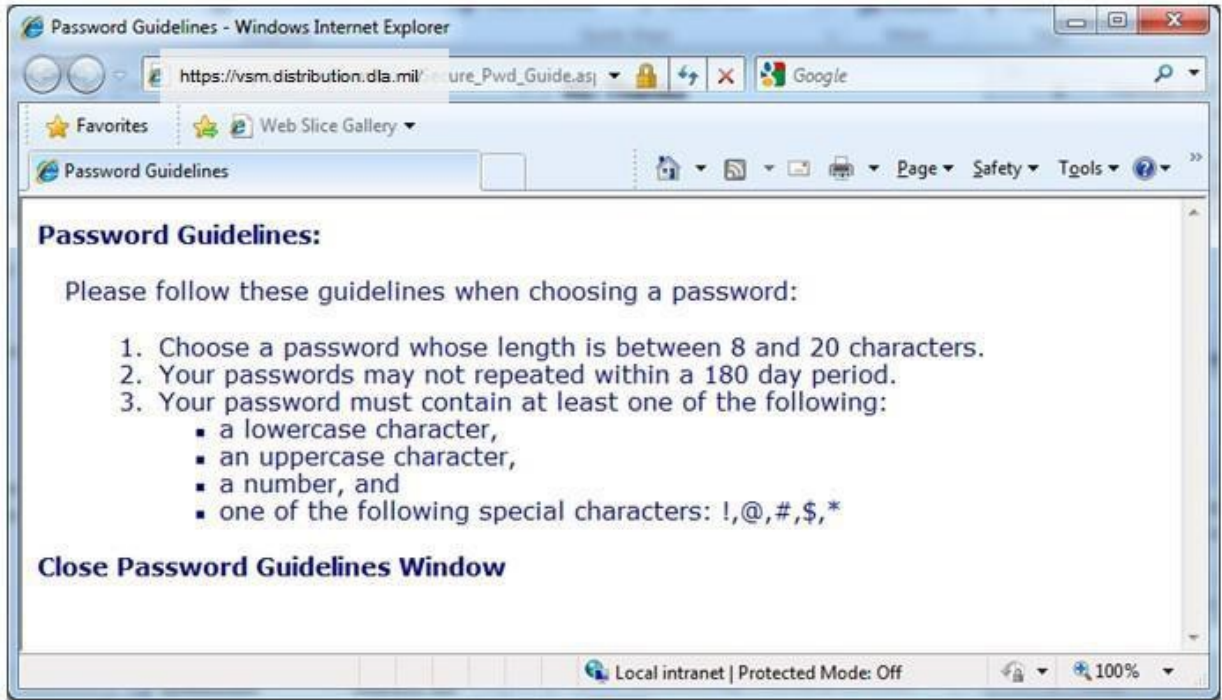 Password Guidelines - Windows Internet Explorer
https://vsm.distribution.dla.mil/Secure_Pwd_Guide.as
Google
Favorites Web Slice Gallery
Password Guidelines Page Safety Tools
Password Guidelines:
Please follow these guidelines when choosing a password:
1. Choose a password whose length is between 8 and 20 characters.
2. Your passwords may not repeated within a 180 day period.
3. Your password must contain at least one of the following:
▪ a lowercase character,
▪ an uppercase character,
▪ a number, and
▪ one of the following special characters: !,@,#,$,*
Close Password Guidelines Window
Local intranet | Protected Mode: Off 100%